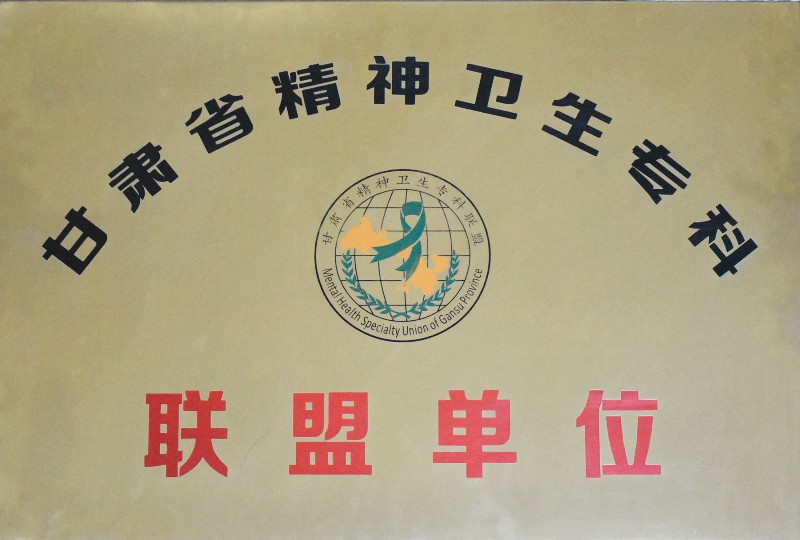 甘肃省精神卫生专科
甘肃省精神卫生专科联盟
Mental Health Specialty Union of Gansu Province
联盟单位